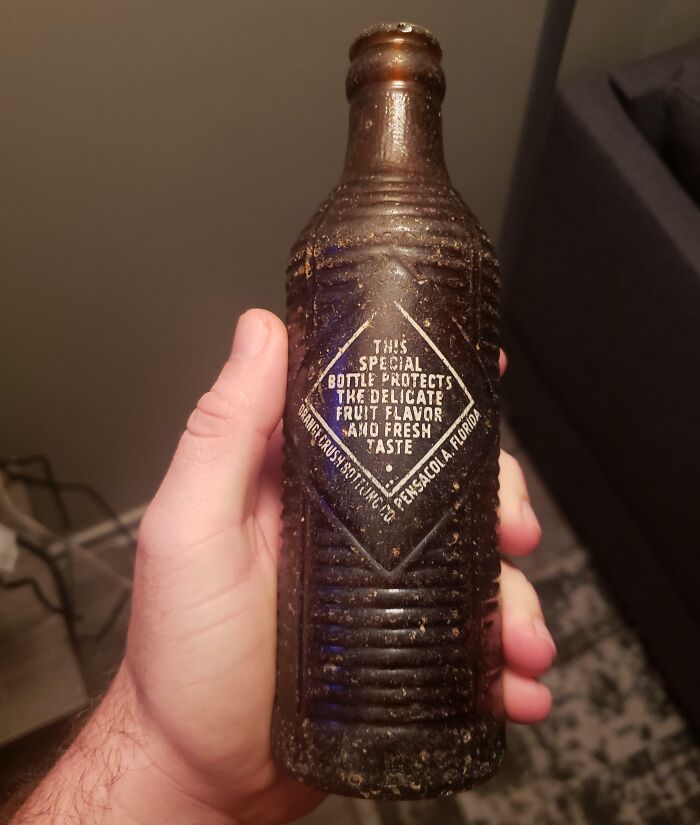 THIS
SPECIAL
BOTTLE PROTECTS
THE DELICATE
FRUIT FLAVOR
AND FRESH
TASTE
ORANGE CRUSH BOTTLING CO. PENSACOLA, FLORIDA